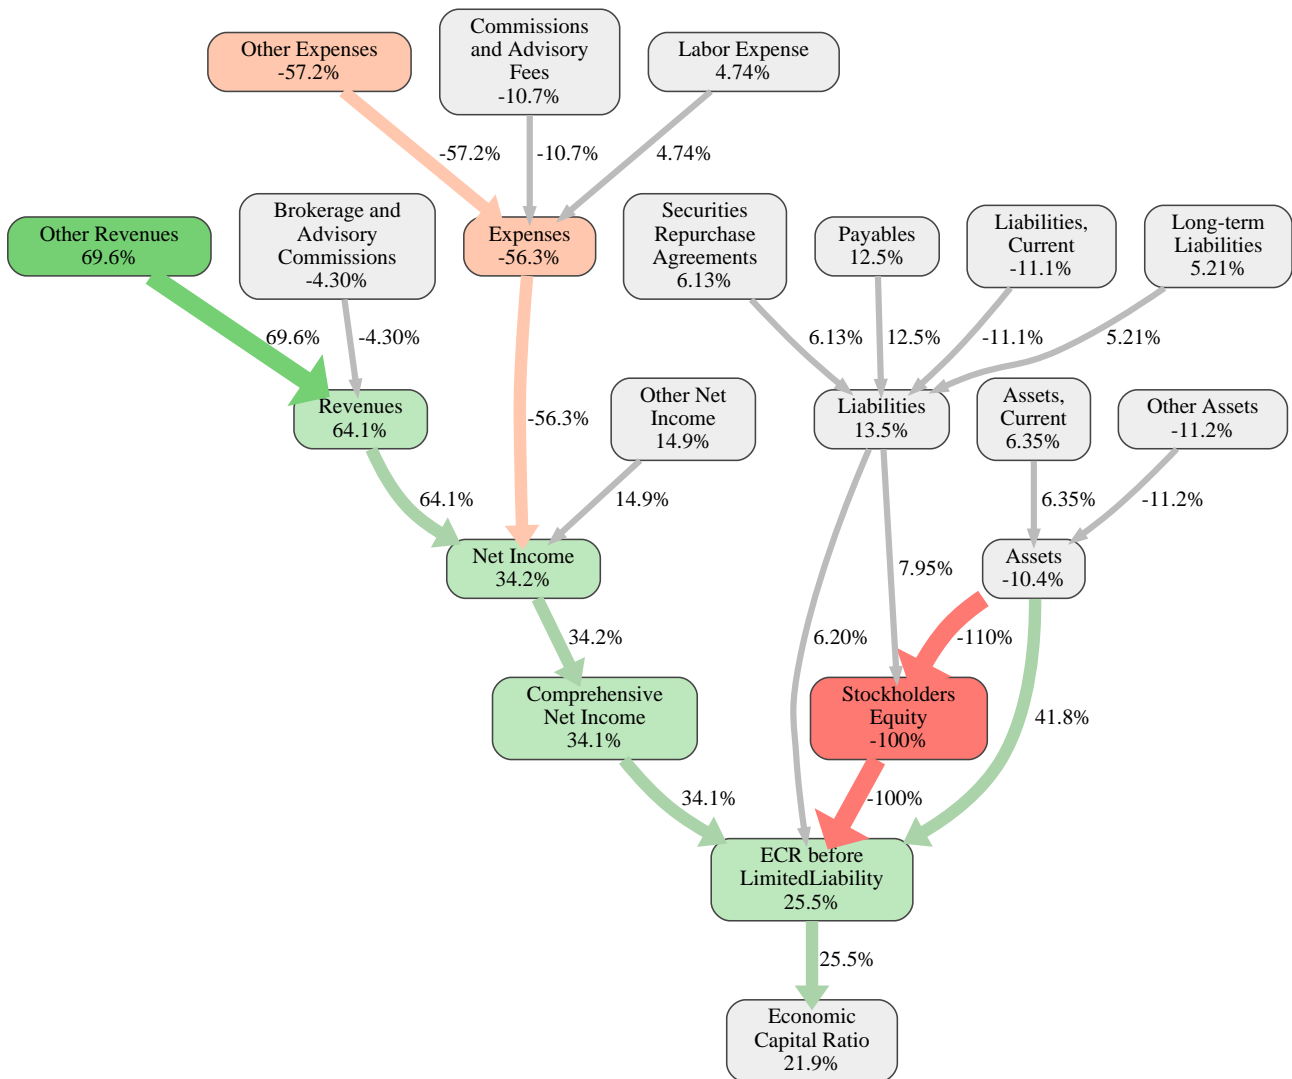 Other Expenses
-57.2%
Commissions
and Advisory
Fees
-10.7%
Labor Expense
4.74%
-57.2%
-10.7%
4.74%
Other Revenues
69.6%
Brokerage and
Advisory
Commissions
-4.30%
Expenses
-56.3%
Securities
Repurchase
Agreements
6.13%
Payables
12.5%
Liabilities,
Current
-11.1%
Long-term
Liabilities
5.21%
69.6%
-4.30%
6.13%
12.5%
-11.1%
5.21%
Revenues
64.1%
-56.3%
Other Net
Income
14.9%
Liabilities
13.5%
Assets,
Current
6.35%
Other Assets
-11.2%
64.1%
14.9%
6.35%
-11.2%
Net Income
34.2%
7.95%
Assets
-10.4%
34.2%
6.20%
-110%
Comprehensive
Net Income
34.1%
Stockholders
Equity
-100%
41.8%
34.1%
-100%
ECR before
LimitedLiability
25.5%
25.5%
Economic
Capital Ratio
21.9%